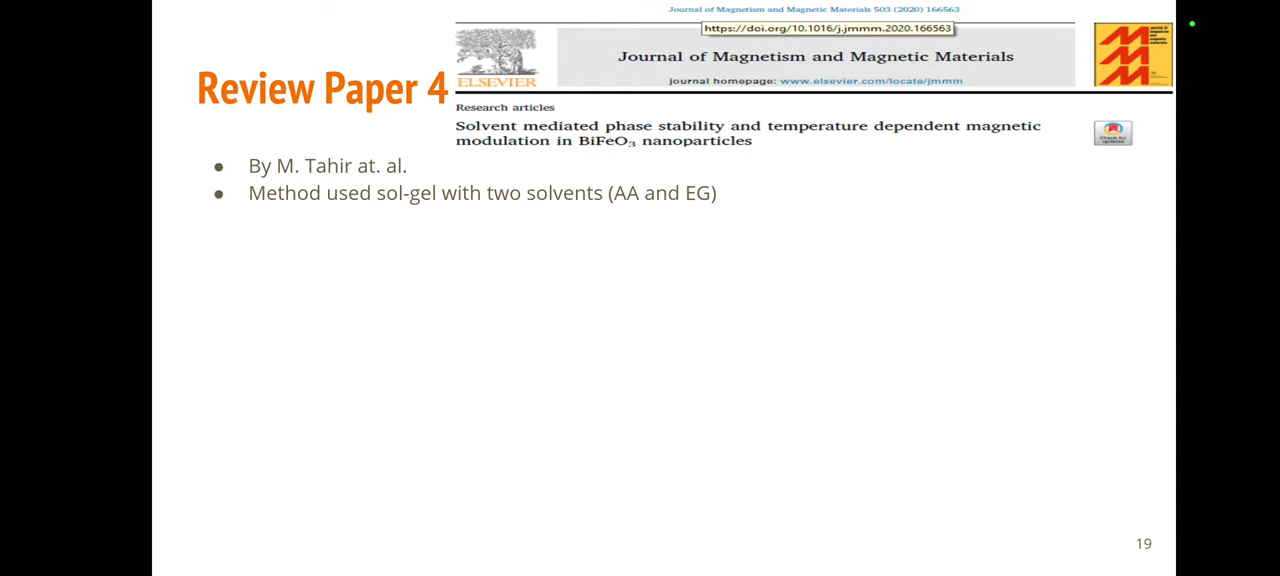 Journal of Magnetism and Magnetic Materials 503 (2020) 166563
https://doi.org/10.1016/j.jmmm.2020.166563
Journal of Magnetism and Magnetic Materials
journal homepage: www.elsevier.com/locate/jmmm
ELSEVIER
Review Paper 4
Research articles
Solvent mediated phase stability and temperature dependent magnetic
modulation in BiFeO₃ nanoparticles
Check for
updates
● By M. Tahir at. al.
● Method used sol-gel with two solvents (AA and EG)
19